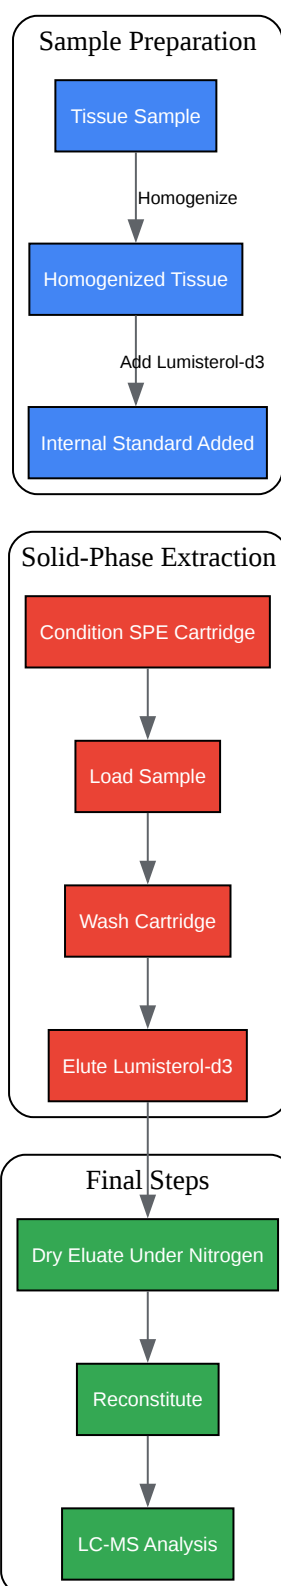 Sample Preparation
Tissue Sample
Homogenize
Homogenized Tissue
Add Lumisterol-d3
Internal Standard Added
Solid-Phase Extraction
Condition SPE Cartridge
Load Sample
Wash Cartridge
Elute Lumisterol-d3
Final Steps
Dry Eluate Under Nitrogen
Reconstitute
LC-MS Analysis